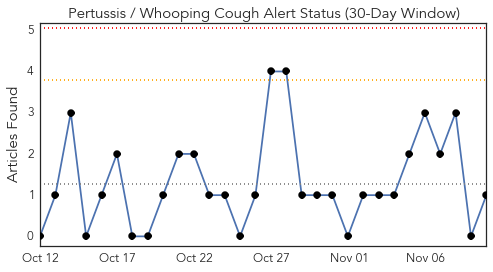 Pertussis / Whooping Cough Alert Status (30-Day Window)
Articles Found
5
4
3
2
1
0
Oct 12 Oct 17 Oct 22 Oct 27 Nov 01 Nov 06